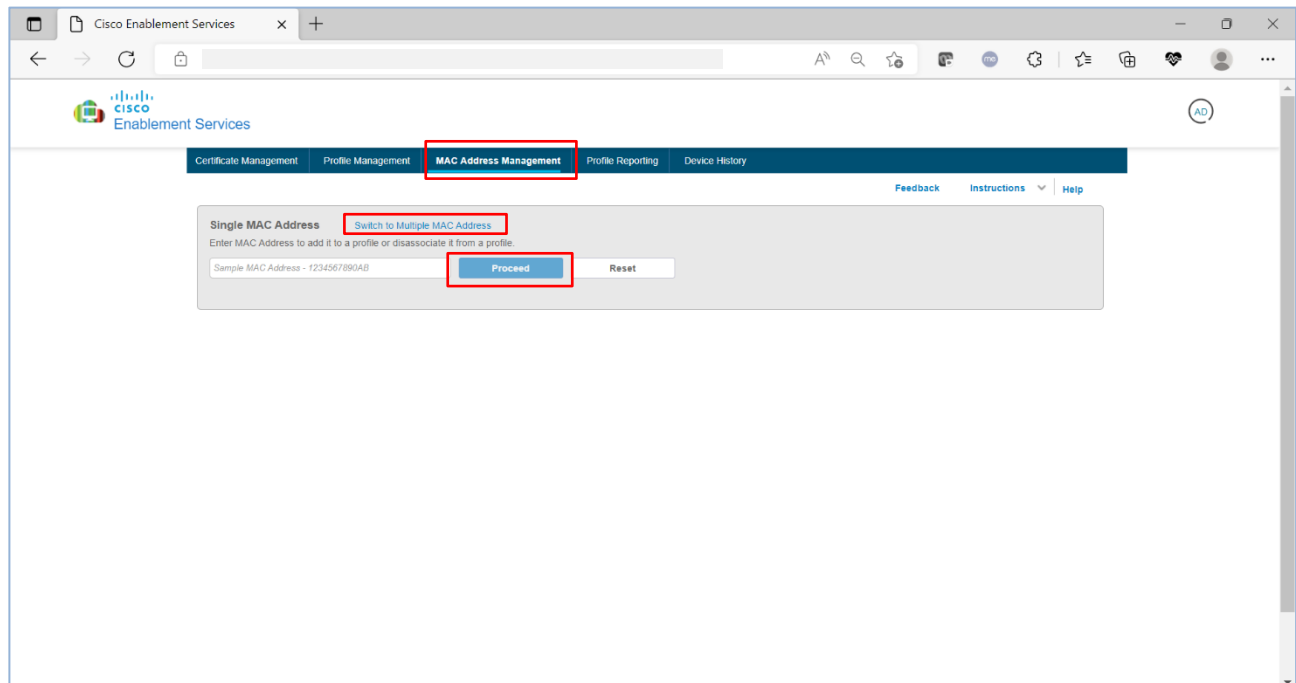 Cisco Enablement Services
CISCO
Enablement Services
AD
Certificate Management Profile Management MAC Address Management Profile Reporting Device History
Feedback Instructions Help
Single MAC Address Switch to Multiple MAC Address
Enter MAC Address to add it to a profile or disassociate it from a profile.
Sample MAC Address - 1234567890AB Proceed Reset